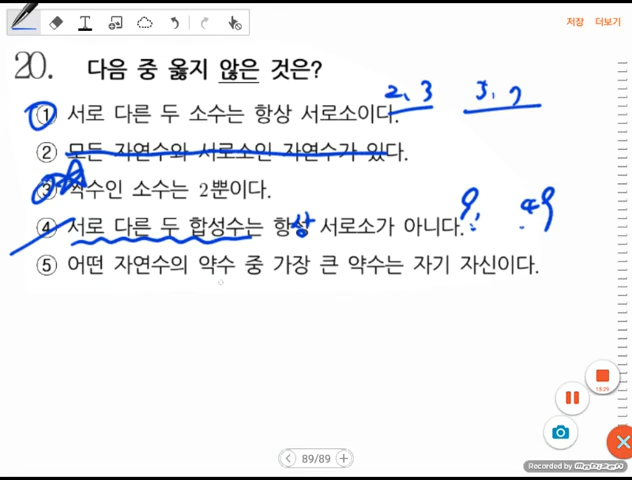 저장 더보기
20. 다음 중 옳지 않은 것은?
2, 3
① 서로 다른 두 소수는 항상 서로소이다.
② 모든 자연수와 서로소인 자연수가 있다.
③ 짝수인 소수는 2뿐이다.
9, 49
④ 서로 다른 두 합성수는 항상 서로소가 아니다.
⑤ 어떤 자연수의 약수 중 가장 큰 약수는 자기 자신이다.
89/89
Recorded by